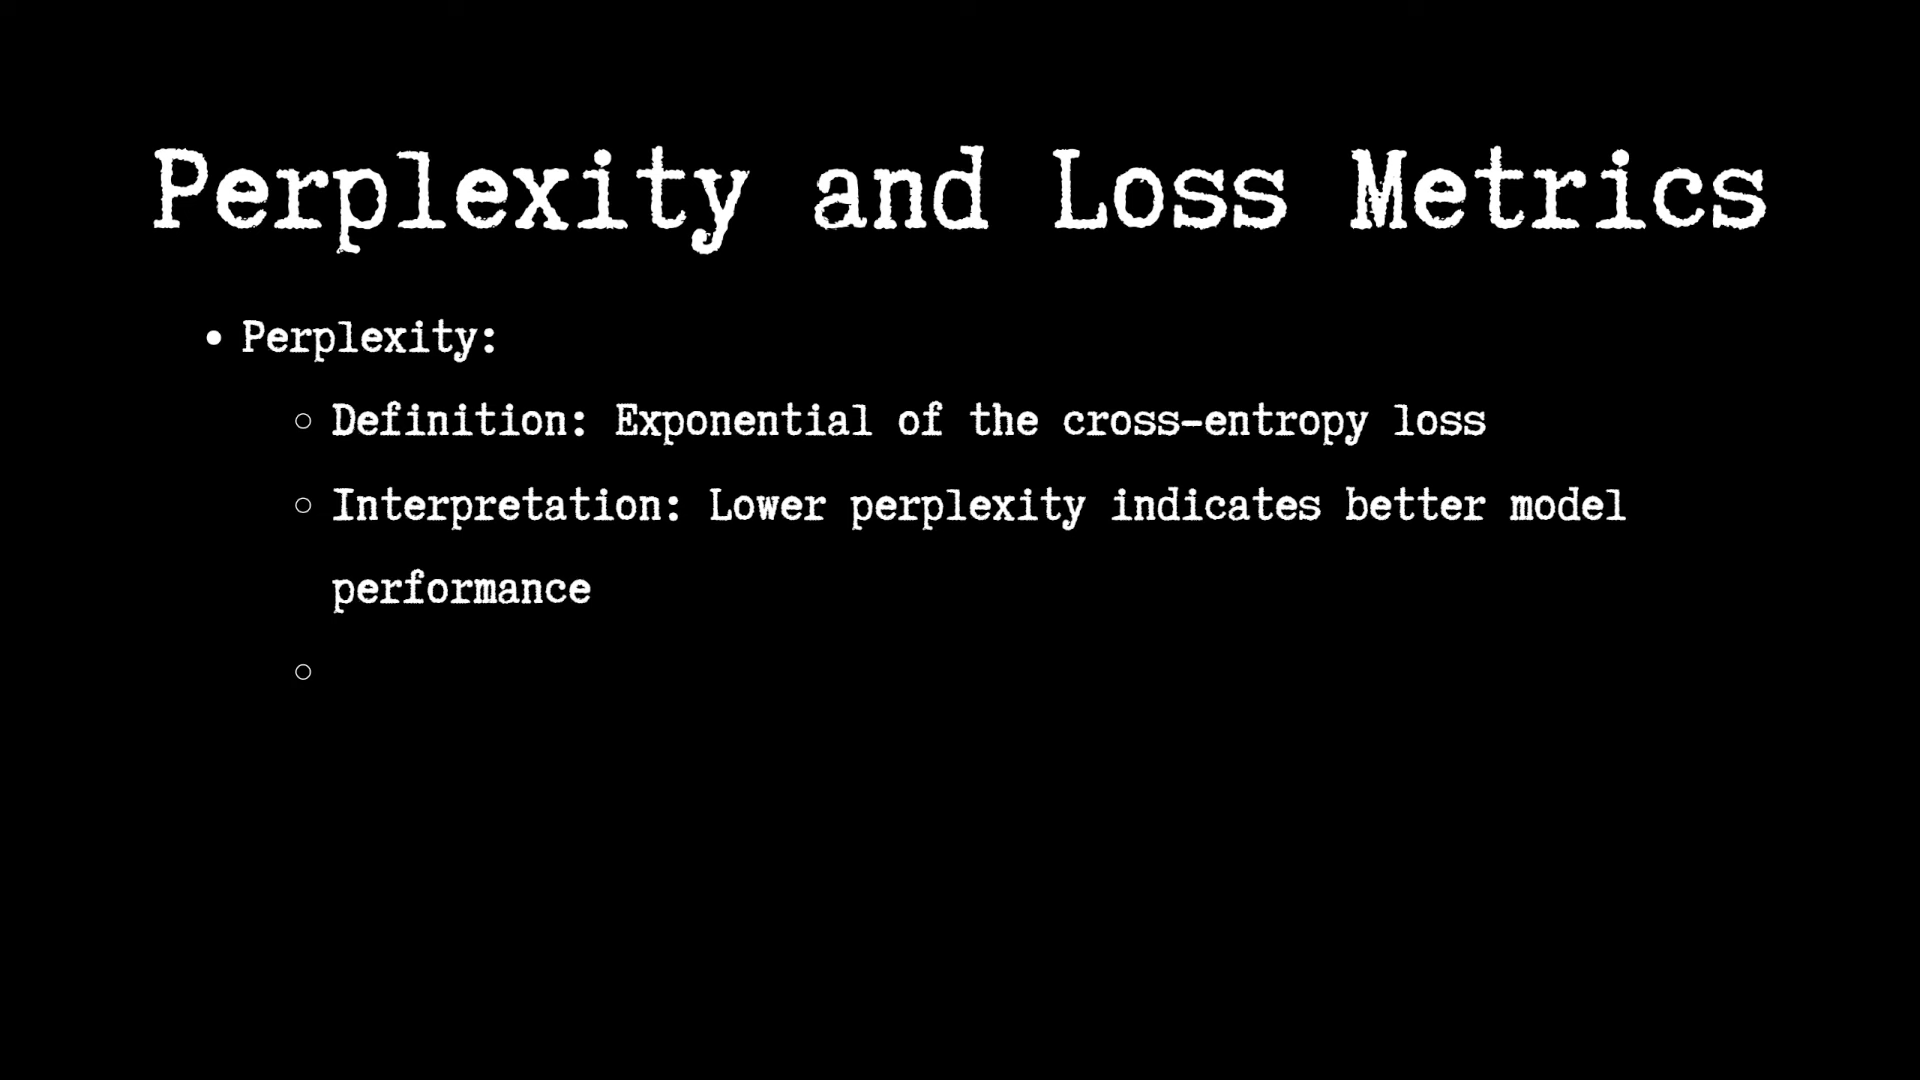 Perplexity and Loss Metrics
• Perplexity:
○ Definition: Exponential of the cross-entropy loss
○ Interpretation: Lower perplexity indicates better model
performance
○